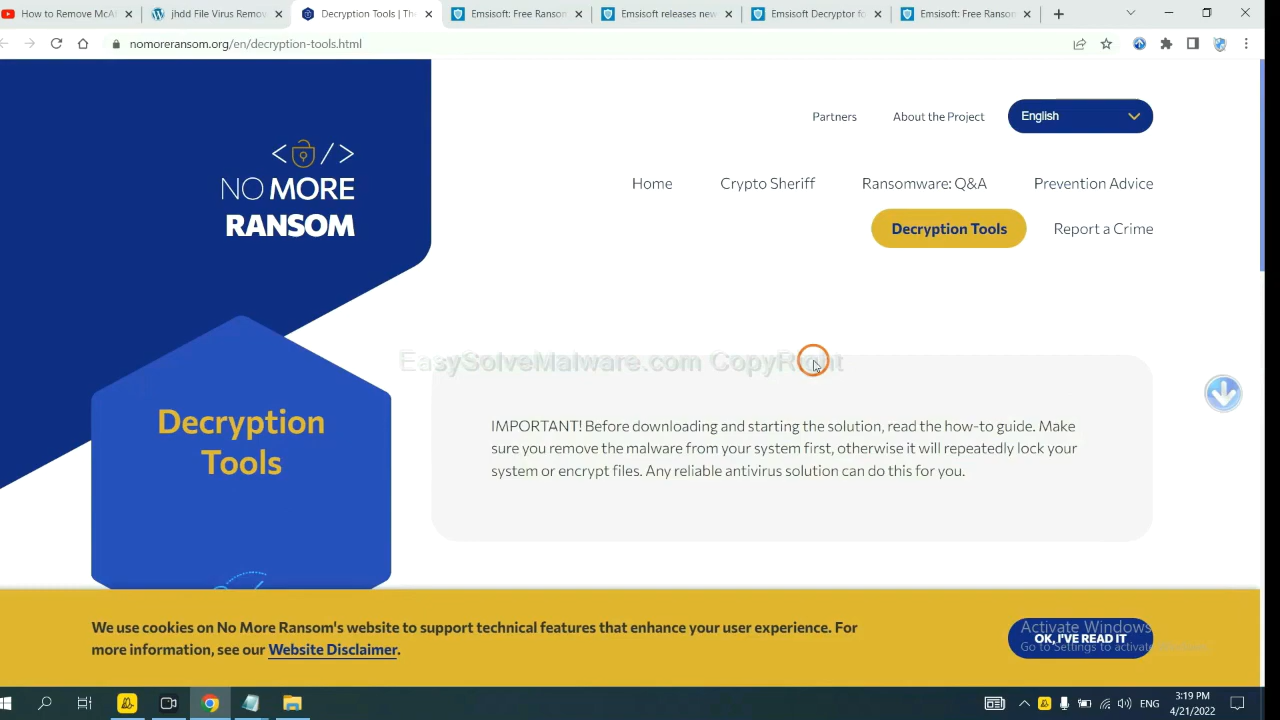 How to Remove McA
jhdd File Virus Remov
Decryption Tools | The
Emsisoft: Free Ransom
Emsisoft releases new
Emsisoft Decryptor fo
Emsisoft: Free Ransom
nomoreransom.org/en/decryption-tools.html
Partners
About the Project
English
NO MORE
RANSOM
Home
Crypto Sheriff
Ransomware: Q&A
Prevention Advice
Decryption Tools
Report a Crime
EasySolveMalware.com CopyRight
Decryption
Tools
IMPORTANT! Before downloading and starting the solution, read the how-to guide. Make
sure you remove the malware from your system first, otherwise it will repeatedly lock your
system or encrypt files. Any reliable antivirus solution can do this for you.
We use cookies on No More Ransom's website to support technical features that enhance your user experience. For
more information, see our Website Disclaimer.
OK, I'VE READ IT
Activate Windows
Go to Settings to activate
ENG
3:19 PM
4/21/2022